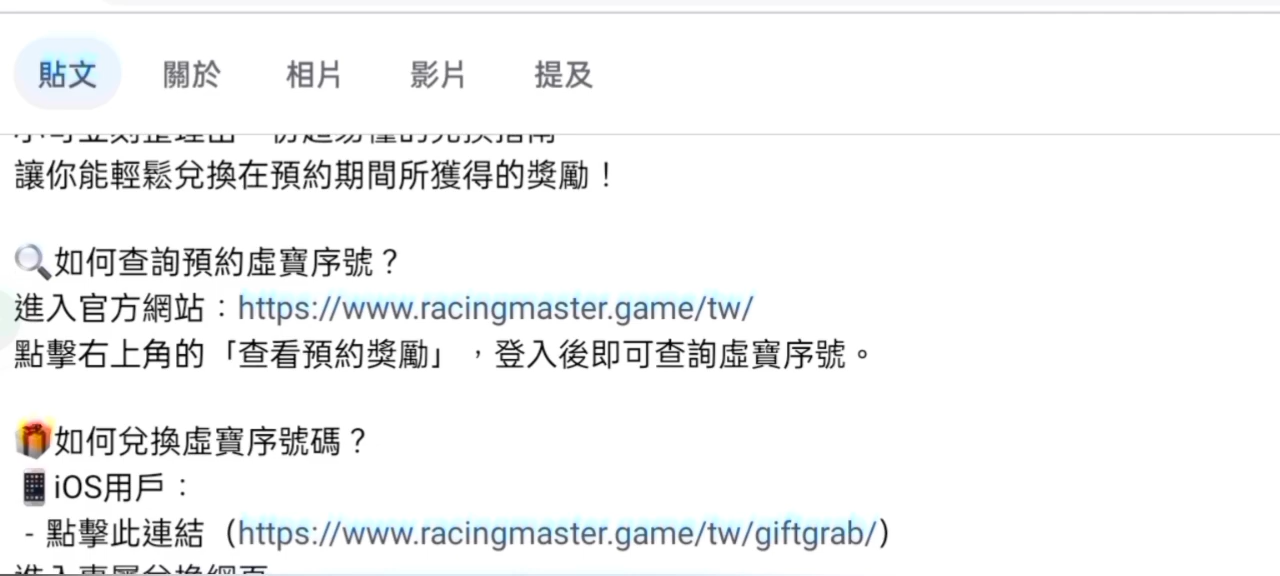 貼文 關於 相片 影片 提及
讓你能輕鬆兌換在預約期間所獲得的獎勵！
🔍如何查詢預約虛寶序號？
進入官方網站：https://www.racingmaster.game/tw/
點擊右上角的「查看預約獎勵」，登入後即可查詢虛寶序號。
🎁如何兌換虛寶序號碼？
📱iOS用戶：
- 點擊此連結（https://www.racingmaster.game/tw/giftgrab/）